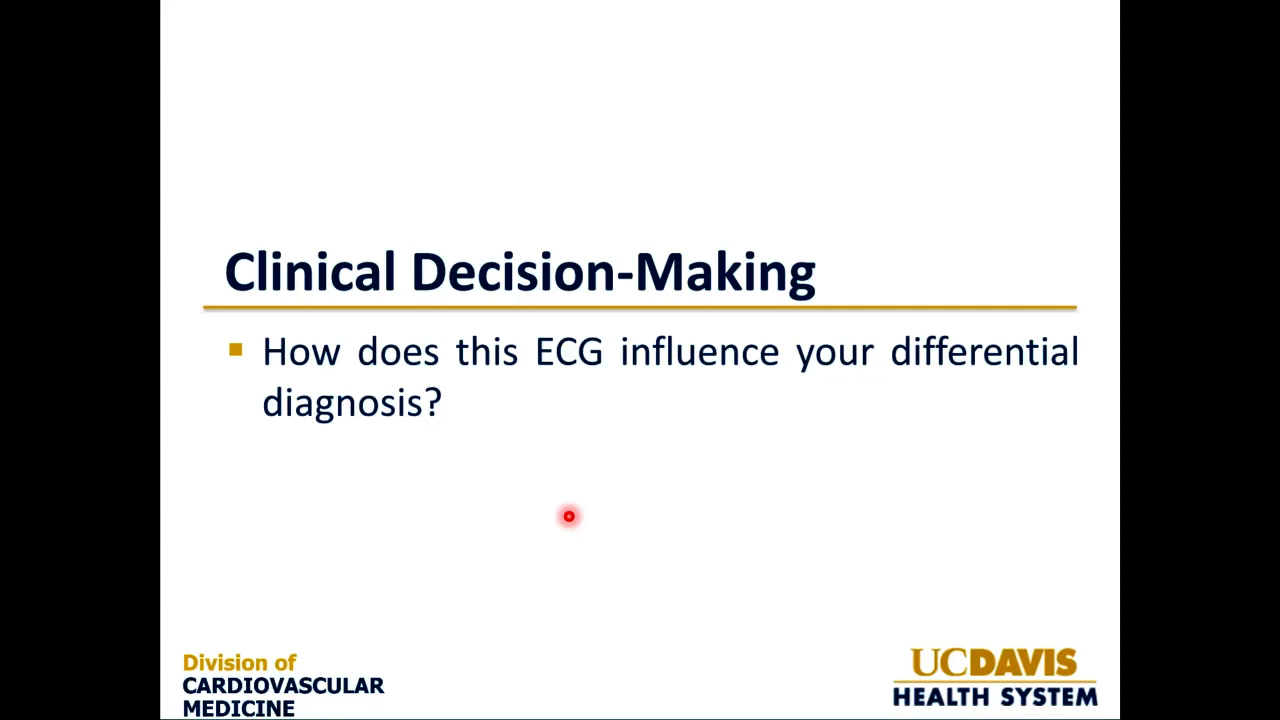 Clinical Decision-Making
How does this ECG influence your differential
diagnosis?
Division of
CARDIOVASCULAR
MEDICINE
UCDAVIS
HEALTH SYSTEM